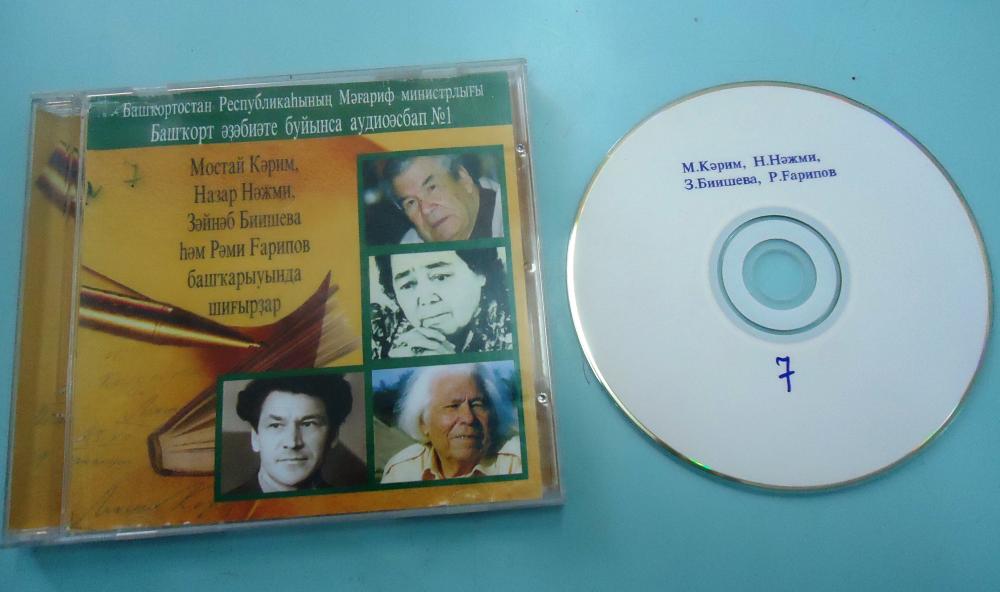 Башҡортостан Республикаһының Мәғариф министрлығы
Башҡорт әҙәбиәте буйынса аудиоәсбап №1
7
Мостай Кәрим,
Назар Нәжми,
Зәйнәб Биишева
һәм Рәми Ғарипов
башҡарыуында
шиғырҙар
М.Кәрим, Н.Нәжми,
З.Биишева, Р.Ғарипов
7